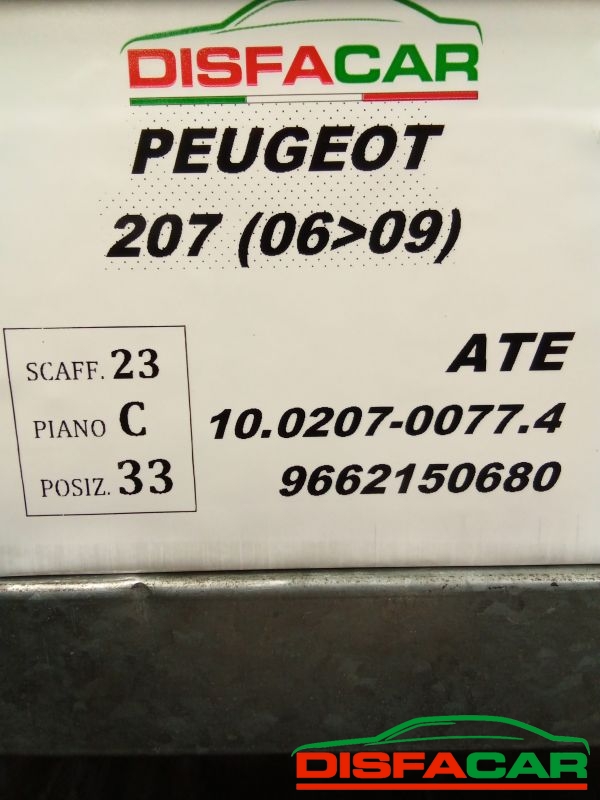 DISFACAR
PEUGEOT
207 (06>09)
SCAFF. 23
PIANO C
POSIZ. 33
ATE
10.0207-0077.4
9662150680
DISFACAR